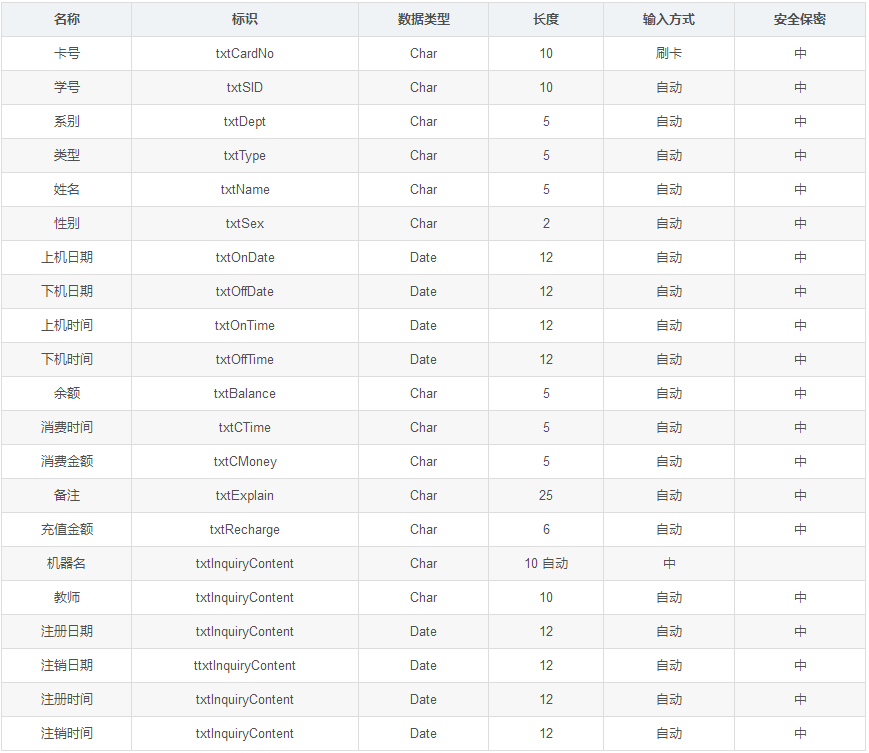 名称 标识 数据类型 长度 输入方式 安全保密
卡号 txtCardNo Char 10 刷卡 中
学号 txtSID Char 10 自动 中
系别 txtDept Char 5 自动 中
类型 txtType Char 5 自动 中
姓名 txtName Char 5 自动 中
性别 txtSex Char 2 自动 中
上机日期 txtOnDate Date 12 自动 中
下机日期 txtOffDate Date 12 自动 中
上机时间 txtOnTime Date 12 自动 中
下机时间 txtOffTime Date 12 自动 中
余额 txtBalance Char 5 自动 中
消费时间 txtCTime Char 5 自动 中
消费金额 txtCMoney Char 5 自动 中
备注 txtExplain Char 25 自动 中
充值金额 txtRecharge Char 6 自动 中
机器名 txtInquiryContent Char 10 自动 中
教师 txtInquiryContent Char 10 自动 中
注册日期 txtInquiryContent Date 12 自动 中
注销日期 ttxtInquiryContent Date 12 自动 中
注册时间 txtInquiryContent Date 12 自动 中
注销时间 txtInquiryContent Date 12 自动 中